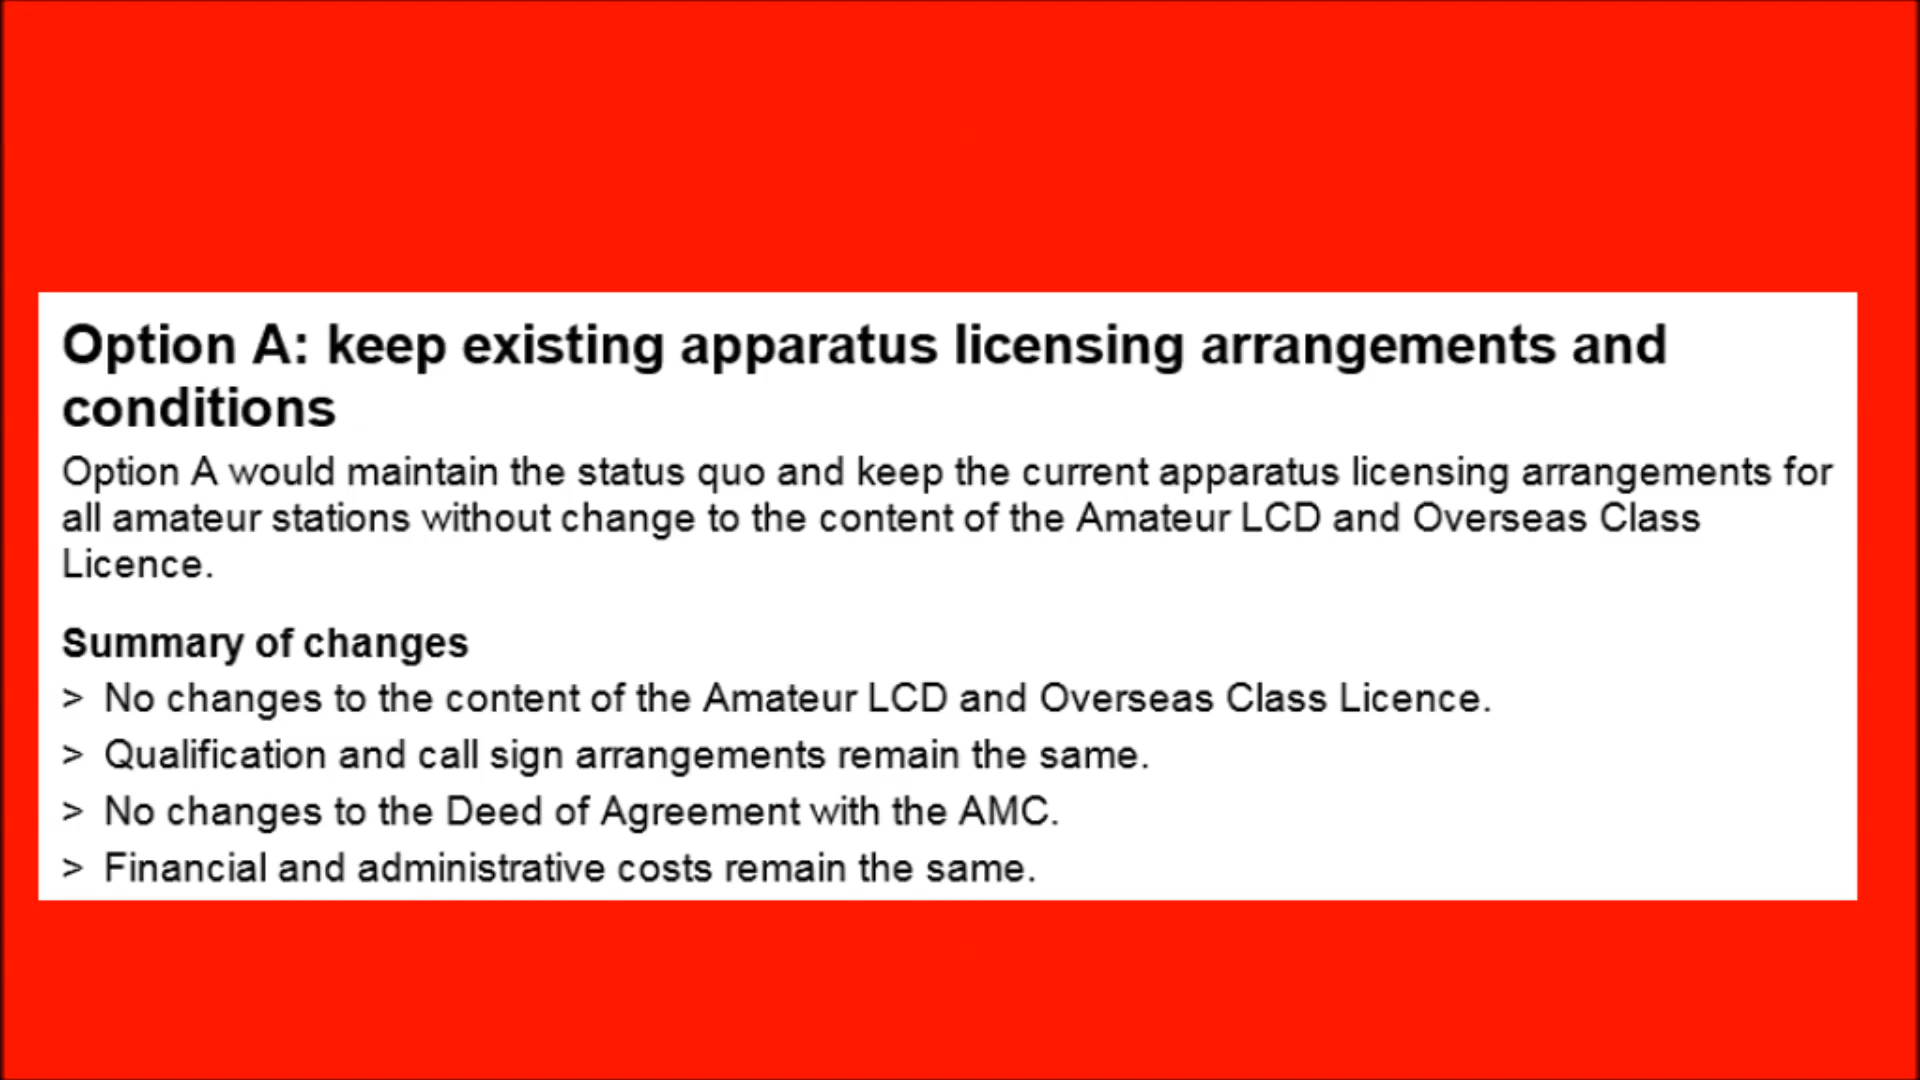 Option A: keep existing apparatus licensing arrangements and
conditions
Option A would maintain the status quo and keep the current apparatus licensing arrangements for
all amateur stations without change to the content of the Amateur LCD and Overseas Class
Licence.
Summary of changes
> No changes to the content of the Amateur LCD and Overseas Class Licence.
> Qualification and call sign arrangements remain the same.
> No changes to the Deed of Agreement with the AMC.
> Financial and administrative costs remain the same.